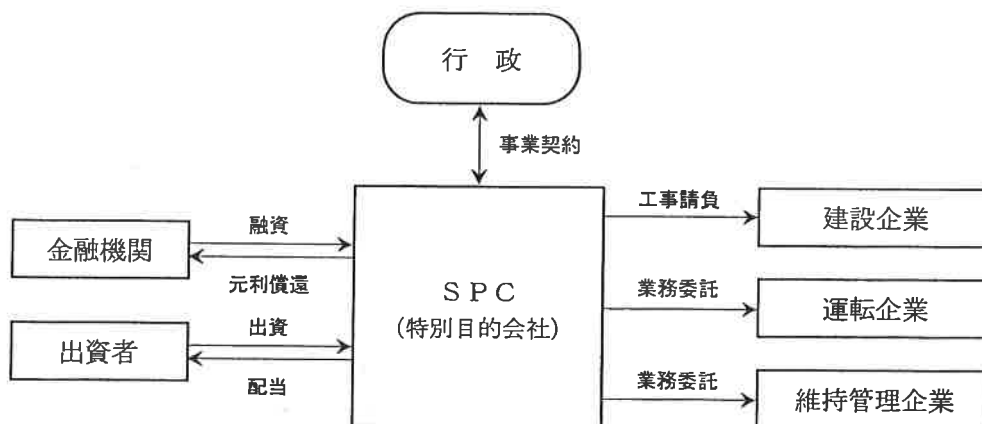 行　政
事業契約
工事請負
建設企業
融資
金融機関
元利償還
ＳＰＣ
(特別目的会社)
業務委託
運転企業
出資
出資者
配当
業務委託
維持管理企業